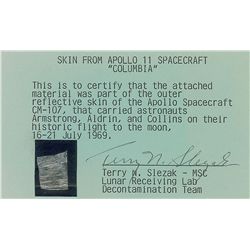 SKIN FROM APOLLO 11 SPACECRAFT
"COLUMBIA"
This is to certify that the attached
material was part of the outer
reflective skin of the Apollo Spacecraft
CM-107, that carried astronauts
Armstrong, Aldrin, and Collins on their
historic flight to the moon,
16-21 July 1969.
Terry N. Slezak
Terry N. Slezak - MSC
Lunar Receiving Lab
Decontamination Team